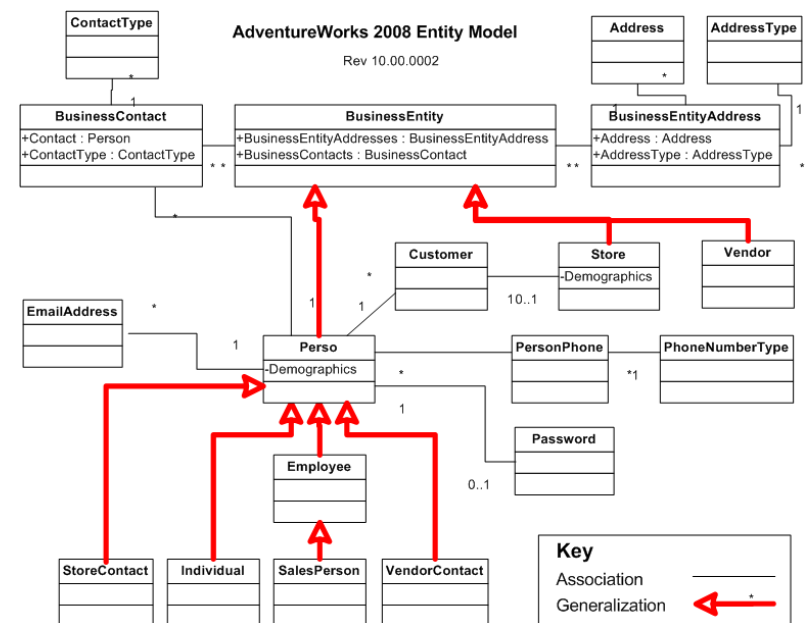 ContactType
AdventureWorks 2008 Entity Model
Rev 10.00.0002
Address
AddressType
*
1
*
1
1
BusinessContact
+Contact : Person
+ContactType : ContactType
BusinessEntity
+BusinessEntityAddresses : BusinessEntityAddress
+BusinessContacts : BusinessContact
BusinessEntityAddress
+Address : Address
+AddressType : AddressType
* *
**
*
*
Customer
Store
-Demographics
Vendor
*
10..1
1
1
EmailAddress
*
1
Perso
-Demographics
PersonPhone
PhoneNumberType
*
*1
1
Password
0..1
Employee
StoreContact
Individual
SalesPerson
VendorContact
Key
Association
Generalization
*